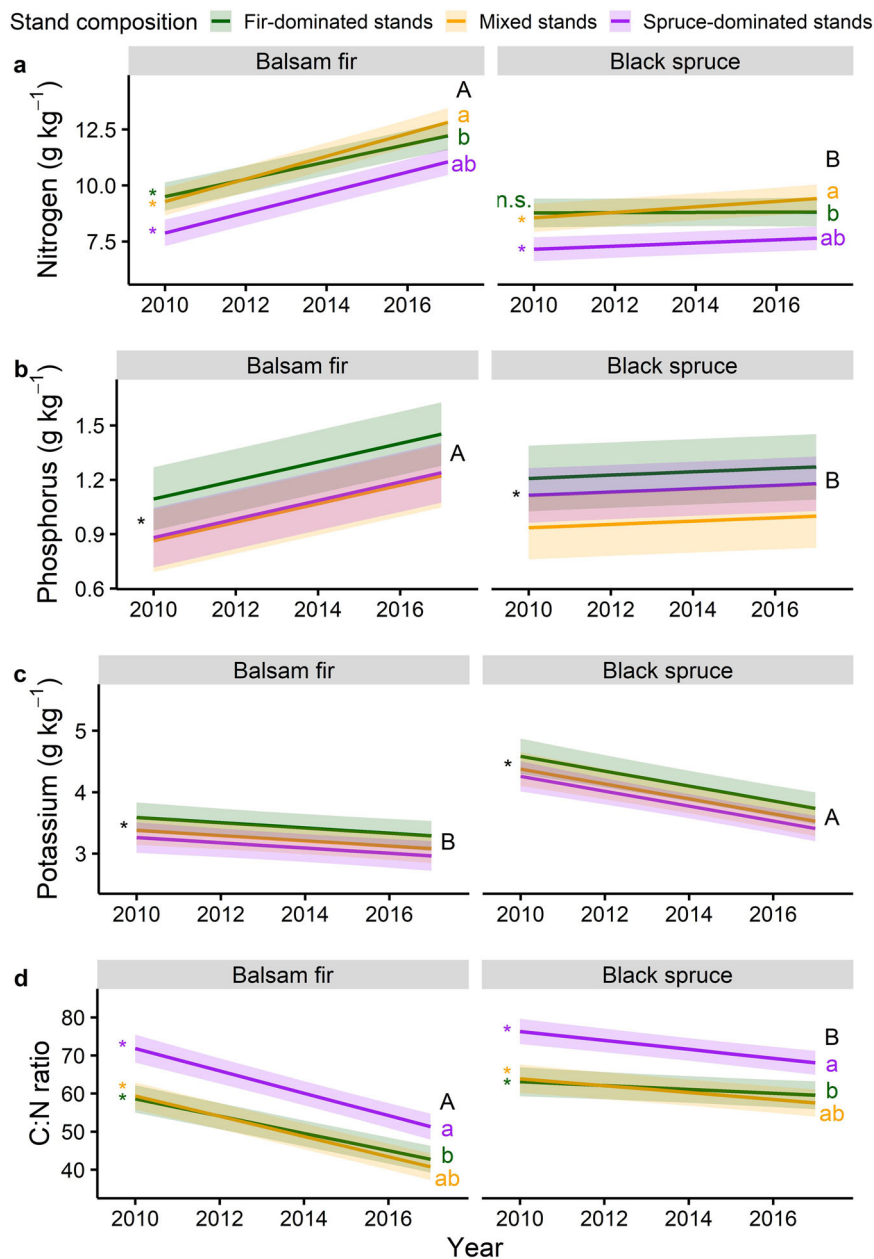 Stand composition Fir-dominated stands Mixed stands Spruce-dominated stands
a
Balsam fir Black spruce
Nitrogen (g kg⁻¹)
12.5
10.0
7.5
* * *
A
a
b
ab
n.s.
* *
B
a
b
ab
2010 2012 2014 2016 2010 2012 2014 2016
b
Balsam fir Black spruce
Phosphorus (g kg⁻¹)
1.5
1.2
0.9
0.6
*
A
*
B
2010 2012 2014 2016 2010 2012 2014 2016
c
Balsam fir Black spruce
Potassium (g kg⁻¹)
5
4
3
*
B
*
A
2010 2012 2014 2016 2010 2012 2014 2016
d
Balsam fir Black spruce
C:N ratio
80
70
60
50
40
* * *
A
a
b
ab
* * *
B
a
b
ab
2010 2012 2014 2016 2010 2012 2014 2016
Year